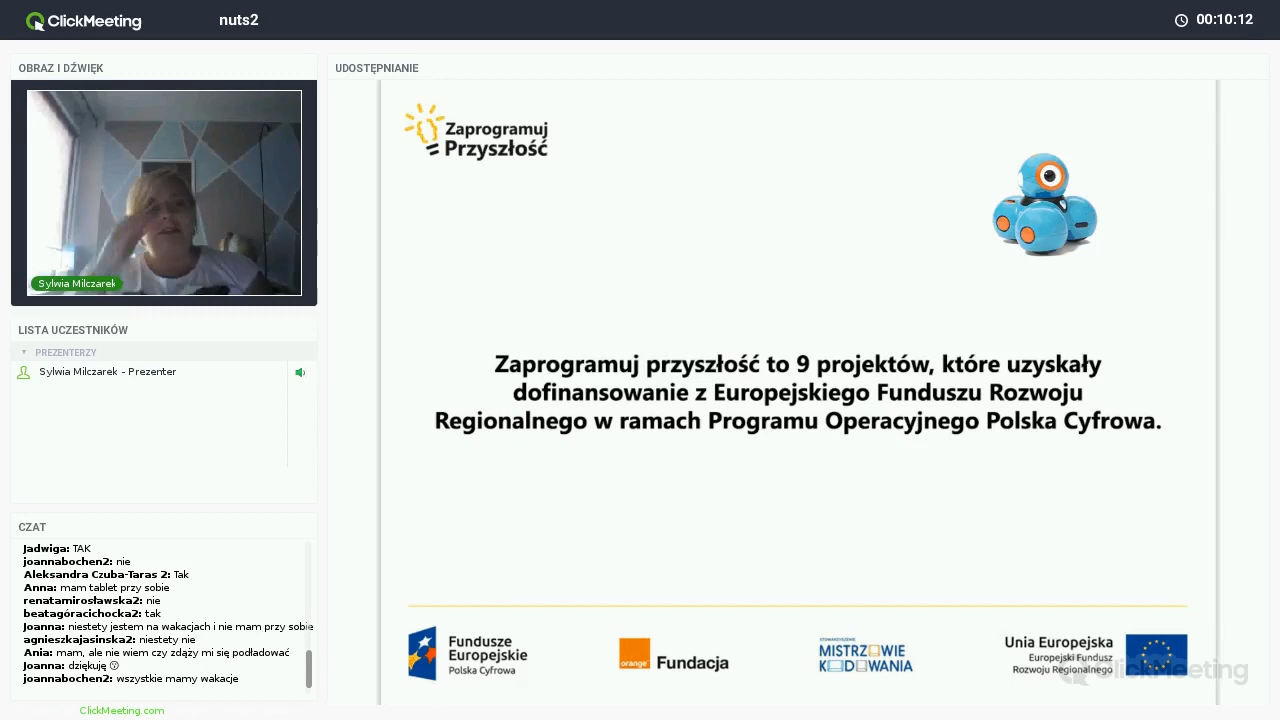 ClickMeeting
nuts2
00:10:12
OBRAZ I DŹWIĘK
Sylwia Milczarek
LISTA UCZESTNIKÓW
PREZENTERZY
Sylwia Milczarek - Prezenter
CZAT
Jadwiga: TAK
joannabochen2: nie
Aleksandra Czuba-Taras 2: Tak
Anna: mam tablet przy sobie
renatamirosławska2: nie
beatagóracichocka2: tak
Joanna: niestety jestem na wakacjach i nie mam przy sobie
agnieszkajasinska2: niestety nie
Ania: mam, ale nie wiem czy zdąży mi się podładować
Joanna: dziękuję
joannabochen2: wszystkie mamy wakacje
ClickMeeting.com
UDOSTĘPNIANIE
Zaprogramuj
Przyszłość
Zaprogramuj przyszłość to 9 projektów, które uzyskały
dofinansowanie z Europejskiego Funduszu Rozwoju
Regionalnego w ramach Programu Operacyjnego Polska Cyfrowa.
Fundusze
Europejskie
Polska Cyfrowa
orange
Fundacja
STOWARZYSZENIE
MISTRZOWIE
KODOWANIA
Unia Europejska
Europejski Fundusz
Rozwoju Regionalnego
ClickMeeting